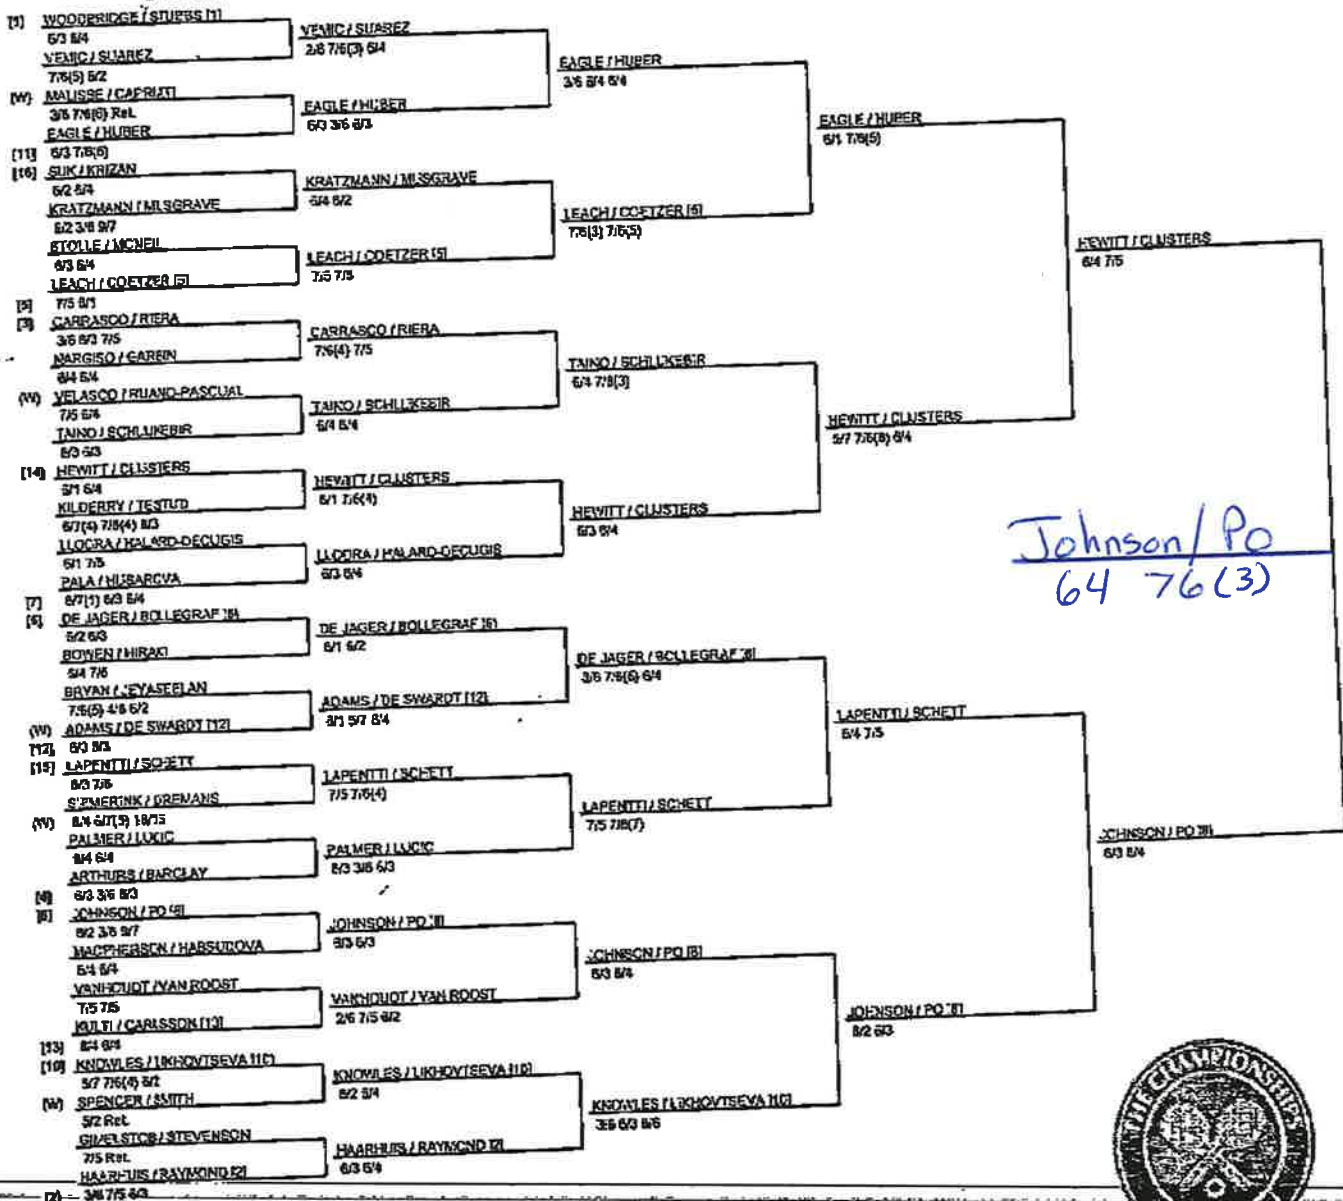 [1] WOODBRIDGE / STUBBS [1]
6/3 6/4
VEMIC / SUAREZ
7/6(5) 6/2
(W) MALISSE / CAPRIATI
3/6 7/6(6) Ret.
EAGLE / HUBER
[11] 6/3 7/6(6)
[16] SUK / KRIZAN
6/2 6/4
KRATZMANN / MUSGRAVE
6/2 3/6 9/7
STOLLE / MCNEIL
6/3 6/4
LEACH / COETZER [5]
[5] 7/5 6/1
[3] CARRASCO / RIERA
3/6 6/3 7/5
NARGISO / GARBIN
6/4 6/4
(W) VELASCO / RUANO-PASCUAL
7/5 6/4
TAINO / SCHLUKEBIR
6/3 6/3
[14] HEWITT / CLIJSTERS
6/1 6/4
KILDERRY / TESTUD
6/7(4) 7/6(4) 8/3
LLODRA / HALARD-DECUGIS
6/1 7/5
PALA / HUSAROVA
[7] 6/7(1) 6/3 6/4
[6] DE JAGER / BOLLEGRAF [6]
6/2 6/3
BOWEN / HIRAKI
6/4 7/6
BRYAN / JEYASEELAN
7/6(5) 4/6 6/2
(W) ADAMS / DE SWARDT [12]
[12] 6/3 6/3
[15] LAPENTTI / SCHETT
6/3 7/6
SIEMERINK / OREMANS
(W)
PALMER / LUCIC
6/4 6/4
ARTHURS / BARCLAY
[4] 6/3 3/6 6/3
[8] JOHNSON / PO [8]
6/2 3/6 9/7
MACPHERSON / HABSUDOVA
6/4 6/4
VANHOUDT / VAN ROOST
7/5 7/5
KULTI / CARLSSON [13]
[13] 6/4 6/4
[10] KNOWLES / LIKHOVTSEVA [10]
5/7 7/6(4) 6/2
(W) SPENCER / SMITH
5/2 Ret.
GIMELSTOB / STEVENSON
7/5 Ret.
HAARHUIS / RAYMOND [2]
[2] 3/6 7/5 6/3
VEMIC / SUAREZ
2/6 7/6(3) 6/4
EAGLE / HUBER
6/3 3/6 6/3
KRATZMANN / MUSGRAVE
6/4 6/2
LEACH / COETZER [5]
7/5 7/5
CARRASCO / RIERA
7/6(4) 7/5
TAINO / SCHLUKEBIR
6/4 6/4
HEWITT / CLIJSTERS
6/1 7/6(4)
LLODRA / HALARD-DECUGIS
6/3 6/4
DE JAGER / BOLLEGRAF [6]
6/1 6/2
ADAMS / DE SWARDT [12]
6/1 5/7 6/4
LAPENTTI / SCHETT
7/5 7/6(4)
PALMER / LUCIC
6/3 3/6 6/3
JOHNSON / PO [8]
6/3 6/3
VANHOUDT / VAN ROOST
2/6 7/5 6/2
KNOWLES / LIKHOVTSEVA [10]
6/2 6/4
HAARHUIS / RAYMOND [2]
6/3 6/4
EAGLE / HUBER
3/6 6/4 6/4
LEACH / COETZER [5]
7/6(3) 7/6(5)
TAINO / SCHLUKEBIR
6/4 7/6(3)
HEWITT / CLIJSTERS
6/3 6/4
DE JAGER / BOLLEGRAF [6]
3/6 7/6(6) 6/4
LAPENTTI / SCHETT
7/5 7/6(7)
JOHNSON / PO [8]
6/3 6/4
KNOWLES / LIKHOVTSEVA [10]
3/6 6/3 8/6
EAGLE / HUBER
6/1 7/6(5)
HEWITT / CLIJSTERS
5/7 7/6(8) 6/4
LAPENTTI / SCHETT
6/4 7/5
JOHNSON / PO [8]
6/2 6/3
HEWITT / CLIJSTERS
6/4 7/5
JOHNSON / PO [8]
6/3 6/4
Johnson/Po
64 76(3)
THE CHAMPIONSHIPS